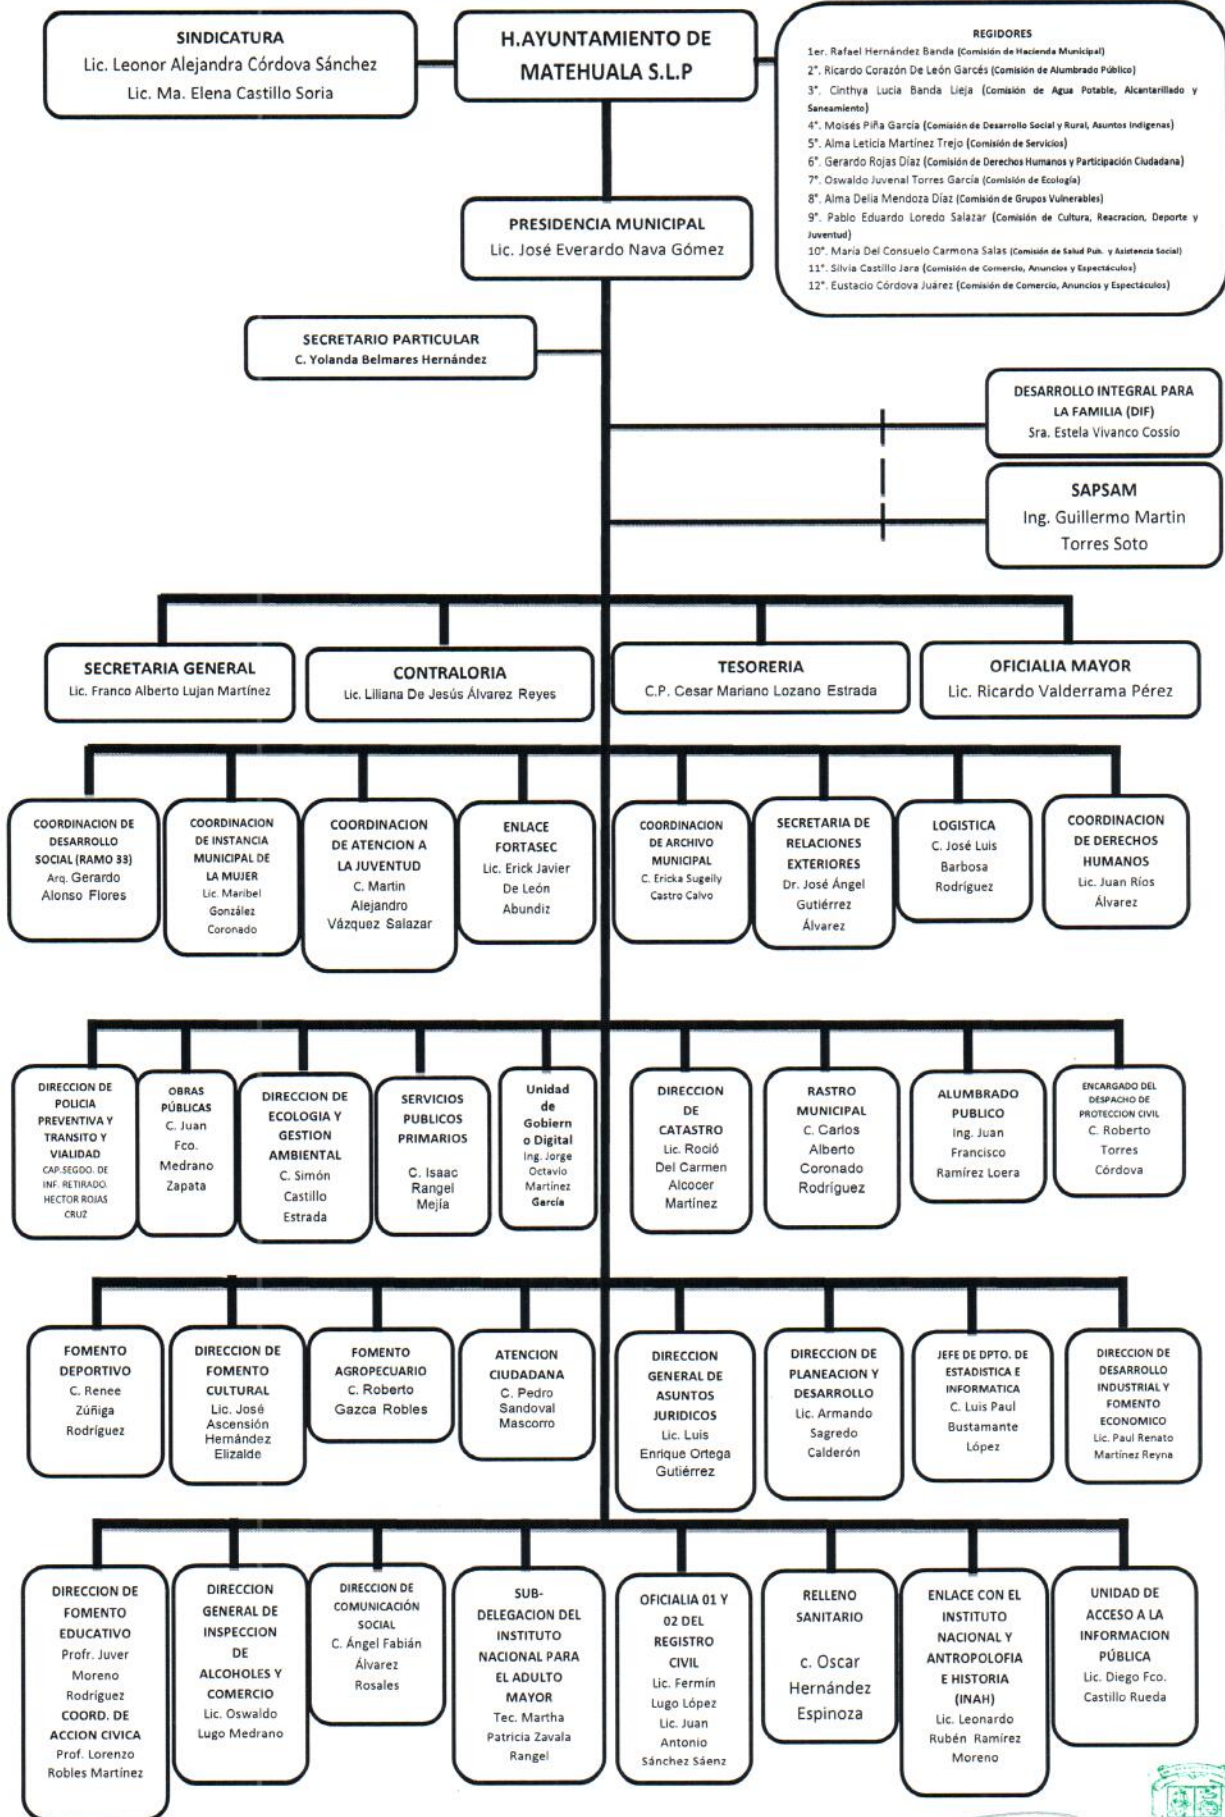 SINDICATURA
Lic. Leonor Alejandra Córdova Sánchez
Lic. Ma. Elena Castillo Soria
H.AYUNTAMIENTO DE
MATEHUALA S.L.P
REGIDORES
1er. Rafael Hernández Banda (Comisión de Hacienda Municipal)
2°. Ricardo Corazón De León Garcés (Comisión de Alumbrado Público)
3°. Cinthya Lucia Banda Lieja (Comisión de Agua Potable, Alcantarillado y
Saneamiento)
4°. Moisés Piña García (Comisión de Desarrollo Social y Rural, Asuntos Indigenas)
5°. Alma Leticia Martínez Trejo (Comisión de Servicios)
6°. Gerardo Rojas Díaz (Comisión de Derechos Humanos y Participación Ciudadana)
7°. Oswaldo Juvenal Torres García (Comisión de Ecología)
8°. Alma Delia Mendoza Díaz (Comisión de Grupos Vulnerables)
9°. Pablo Eduardo Loredo Salazar (Comisión de Cultura, Reacracion, Deporte y
Juventud)
10°. María Del Consuelo Carmona Salas (Comisión de Salud Pub. y Asistencia Social)
11°. Silvia Castillo Jara (Comisión de Comercio, Anuncios y Espectáculos)
12°. Eustacio Córdova Juárez (Comisión de Comercio, Anuncios y Espectáculos)
PRESIDENCIA MUNICIPAL
Lic. José Everardo Nava Gómez
SECRETARIO PARTICULAR
C. Yolanda Belmares Hernández
DESARROLLO INTEGRAL PARA
LA FAMILIA (DIF)
Sra. Estela Vivanco Cossío
SAPSAM
Ing. Guillermo Martin
Torres Soto
SECRETARIA GENERAL
Lic. Franco Alberto Lujan Martínez
CONTRALORIA
Lic. Liliana De Jesús Álvarez Reyes
TESORERIA
C.P. Cesar Mariano Lozano Estrada
OFICIALIA MAYOR
Lic. Ricardo Valderrama Pérez
COORDINACION DE
DESARROLLO
SOCIAL (RAMO 33)
Arq. Gerardo
Alonso Flores
COORDINACION
DE INSTANCIA
MUNICIPAL DE
LA MUJER
Lic. Maribel
González
Coronado
COORDINACION
DE ATENCION A
LA JUVENTUD
C. Martin
Alejandro
Vázquez Salazar
ENLACE
FORTASEC
Lic. Erick Javier
De León
Abundiz
COORDINACION
DE ARCHIVO
MUNICIPAL
C. Ericka Sugeily
Castro Calvo
SECRETARIA DE
RELACIONES
EXTERIORES
Dr. José Ángel
Gutiérrez
Álvarez
LOGISTICA
C. José Luis
Barbosa
Rodríguez
COORDINACION
DE DERECHOS
HUMANOS
Lic. Juan Ríos
Álvarez
DIRECCION DE
POLICIA
PREVENTIVA Y
TRANSITO Y
VIALIDAD
CAP.SEGDO. DE
INF. RETIRADO.
HECTOR ROJAS
CRUZ
OBRAS
PÚBLICAS
C. Juan
Fco.
Medrano
Zapata
DIRECCION DE
ECOLOGIA Y
GESTION
AMBIENTAL
C. Simón
Castillo
Estrada
SERVICIOS
PUBLICOS
PRIMARIOS
C. Isaac
Rangel
Mejía
Unidad
de
Gobiern
o Digital
Ing. Jorge
Octavio
Martínez
García
DIRECCION
DE
CATASTRO
Lic. Roció
Del Carmen
Alcocer
Martínez
RASTRO
MUNICIPAL
C. Carlos
Alberto
Coronado
Rodríguez
ALUMBRADO
PUBLICO
Ing. Juan
Francisco
Ramírez Loera
ENCARGADO DEL
DESPACHO DE
PROTECCION CIVIL
C. Roberto
Torres
Córdova
FOMENTO
DEPORTIVO
C. Renee
Zúñiga
Rodríguez
DIRECCION DE
FOMENTO
CULTURAL
Lic. José
Ascensión
Hernández
Elizalde
FOMENTO
AGROPECUARIO
C. Roberto
Gazca Robles
ATENCION
CIUDADANA
C. Pedro
Sandoval
Mascorro
DIRECCION
GENERAL DE
ASUNTOS
JURIDICOS
Lic. Luis
Enrique Ortega
Gutiérrez
DIRECCION DE
PLANEACION Y
DESARROLLO
Lic. Armando
Sagredo
Calderón
JEFE DE DPTO. DE
ESTADISTICA E
INFORMATICA
C. Luis Paul
Bustamante
López
DIRECCION DE
DESARROLLO
INDUSTRIAL Y
FOMENTO
ECONOMICO
Lic. Paul Renato
Martínez Reyna
DIRECCION DE
FOMENTO
EDUCATIVO
Profr. Juver
Moreno
Rodríguez
COORD. DE
ACCION CIVICA
Prof. Lorenzo
Robles Martínez
DIRECCION
GENERAL DE
INSPECCION
DE
ALCOHOLES Y
COMERCIO
Lic. Oswaldo
Lugo Medrano
DIRECCION DE
COMUNICACIÓN
SOCIAL
C. Ángel Fabián
Álvarez
Rosales
SUB-
DELEGACION DEL
INSTITUTO
NACIONAL PARA
EL ADULTO
MAYOR
Tec. Martha
Patricia Zavala
Rangel
OFICIALIA 01 Y
02 DEL
REGISTRO
CIVIL
Lic. Fermín
Lugo López
Lic. Juan
Antonio
Sánchez Sáenz
RELLENO
SANITARIO
c. Oscar
Hernández
Espinoza
ENLACE CON EL
INSTITUTO
NACIONAL Y
ANTROPOLOFIA
E HISTORIA
(INAH)
Lic. Leonardo
Rubén Ramírez
Moreno
UNIDAD DE
ACCESO A LA
INFORMACION
PÚBLICA
Lic. Diego Fco.
Castillo Rueda